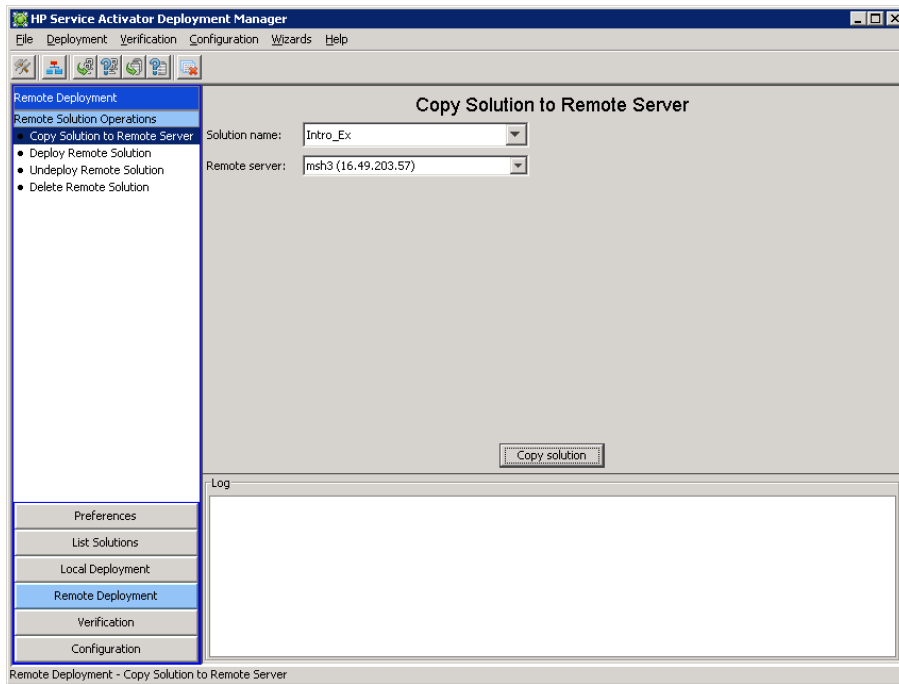 HP Service Activator Deployment Manager
File Deployment Verification Configuration Wizards Help
Remote Deployment
Remote Solution Operations
• Copy Solution to Remote Server
• Deploy Remote Solution
• Undeploy Remote Solution
• Delete Remote Solution
Copy Solution to Remote Server
Solution name: Intro_Ex
Remote server: msh3 (16.49.203.57)
Copy solution
Log
Preferences
List Solutions
Local Deployment
Remote Deployment
Verification
Configuration
Remote Deployment - Copy Solution to Remote Server